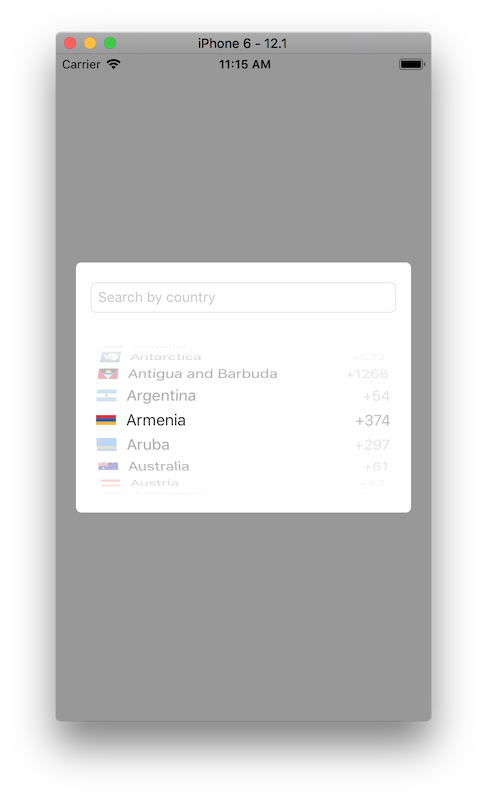 iPhone 6 - 12.1
Carrier 11:15 AM
Search by country
Antarctica +672
Antigua and Barbuda +1268
Argentina +54
Armenia +374
Aruba +297
Australia +61
Austria +43